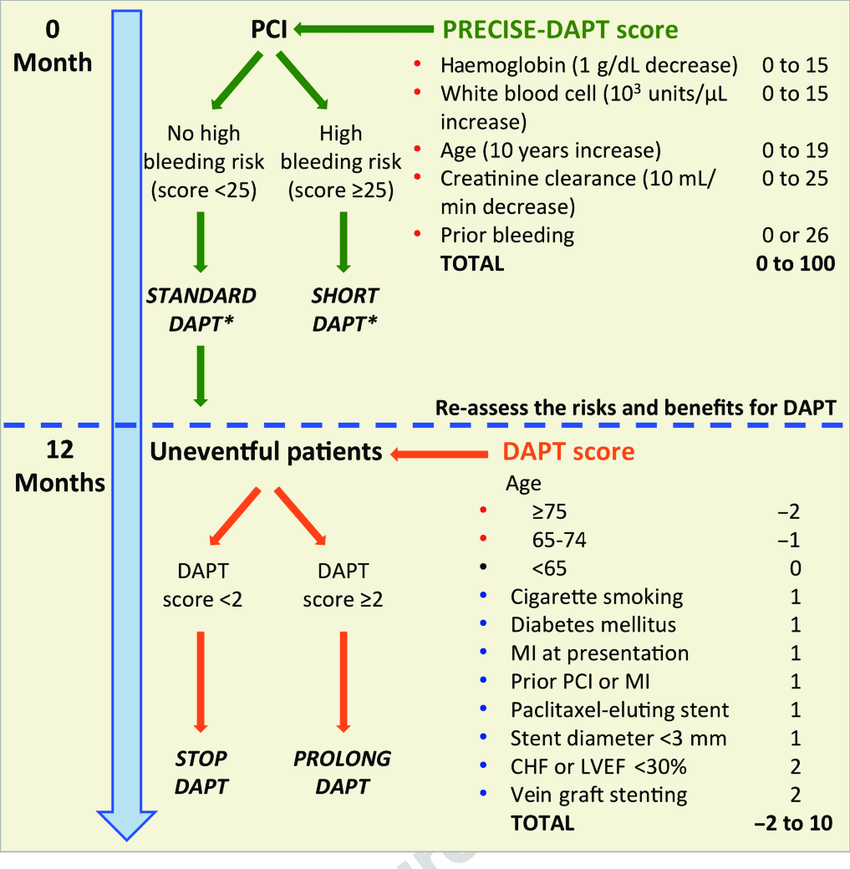 0
Month
PCI
PRECISE-DAPT score
• Haemoglobin (1 g/dL decrease) 0 to 15
• White blood cell (10³ units/µL 0 to 15
increase)
• Age (10 years increase) 0 to 19
• Creatinine clearance (10 mL/ 0 to 25
min decrease)
• Prior bleeding 0 or 26
TOTAL 0 to 100
No high
bleeding risk
(score <25)
High
bleeding risk
(score ≥25)
STANDARD
DAPT*
SHORT
DAPT*
Re-assess the risks and benefits for DAPT
12
Months
Uneventful patients
DAPT score
Age
• ≥75 −2
• 65-74 −1
• <65 0
• Cigarette smoking 1
• Diabetes mellitus 1
• MI at presentation 1
• Prior PCI or MI 1
• Paclitaxel-eluting stent 1
• Stent diameter <3 mm 1
• CHF or LVEF <30% 2
• Vein graft stenting 2
TOTAL −2 to 10
DAPT
score <2
DAPT
score ≥2
STOP
DAPT
PROLONG
DAPT